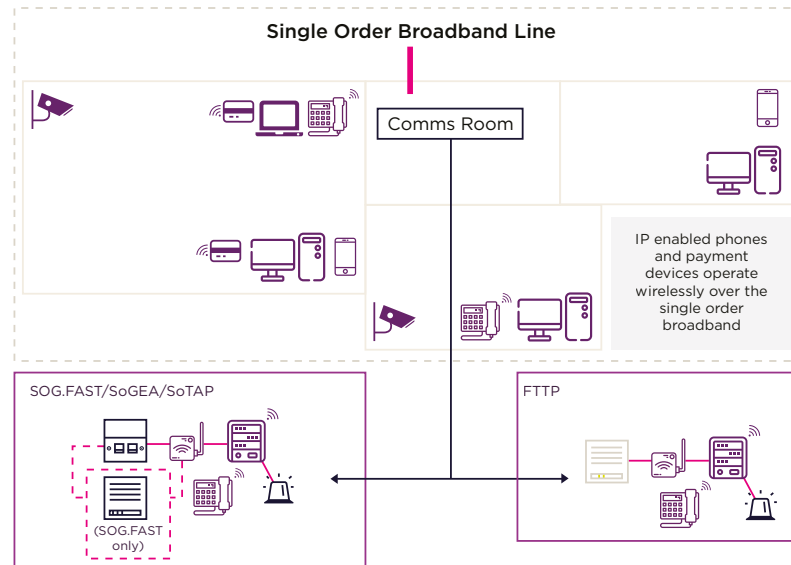 Single Order Broadband Line
Comms Room
IP enabled phones
and payment
devices operate
wirelessly over the
single order
broadband
SOG.FAST/SoGEA/SoTAP
(SOG.FAST
only)
FTTP